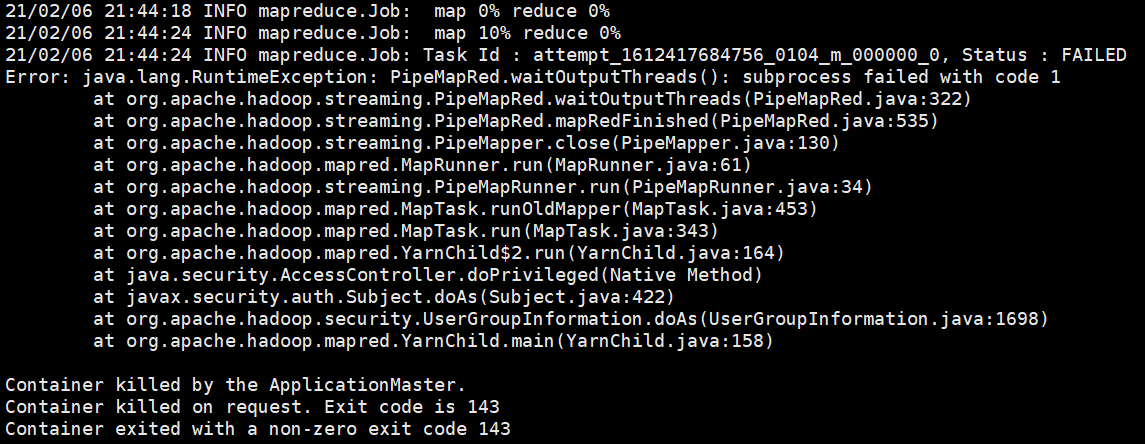 21/02/06 21:44:18 INFO mapreduce.Job:  map 0% reduce 0%
21/02/06 21:44:24 INFO mapreduce.Job:  map 10% reduce 0%
21/02/06 21:44:24 INFO mapreduce.Job: Task Id : attempt_1612417684756_0104_m_000000_0, Status : FAILED
Error: java.lang.RuntimeException: PipeMapRed.waitOutputThreads(): subprocess failed with code 1
        at org.apache.hadoop.streaming.PipeMapRed.waitOutputThreads(PipeMapRed.java:322)
        at org.apache.hadoop.streaming.PipeMapRed.mapRedFinished(PipeMapRed.java:535)
        at org.apache.hadoop.streaming.PipeMapper.close(PipeMapper.java:130)
        at org.apache.hadoop.mapred.MapRunner.run(MapRunner.java:61)
        at org.apache.hadoop.streaming.PipeMapRunner.run(PipeMapRunner.java:34)
        at org.apache.hadoop.mapred.MapTask.runOldMapper(MapTask.java:453)
        at org.apache.hadoop.mapred.MapTask.run(MapTask.java:343)
        at org.apache.hadoop.mapred.YarnChild$2.run(YarnChild.java:164)
        at java.security.AccessController.doPrivileged(Native Method)
        at javax.security.auth.Subject.doAs(Subject.java:422)
        at org.apache.hadoop.security.UserGroupInformation.doAs(UserGroupInformation.java:1698)
        at org.apache.hadoop.mapred.YarnChild.main(YarnChild.java:158)

Container killed by the ApplicationMaster.
Container killed on request. Exit code is 143
Container exited with a non-zero exit code 143